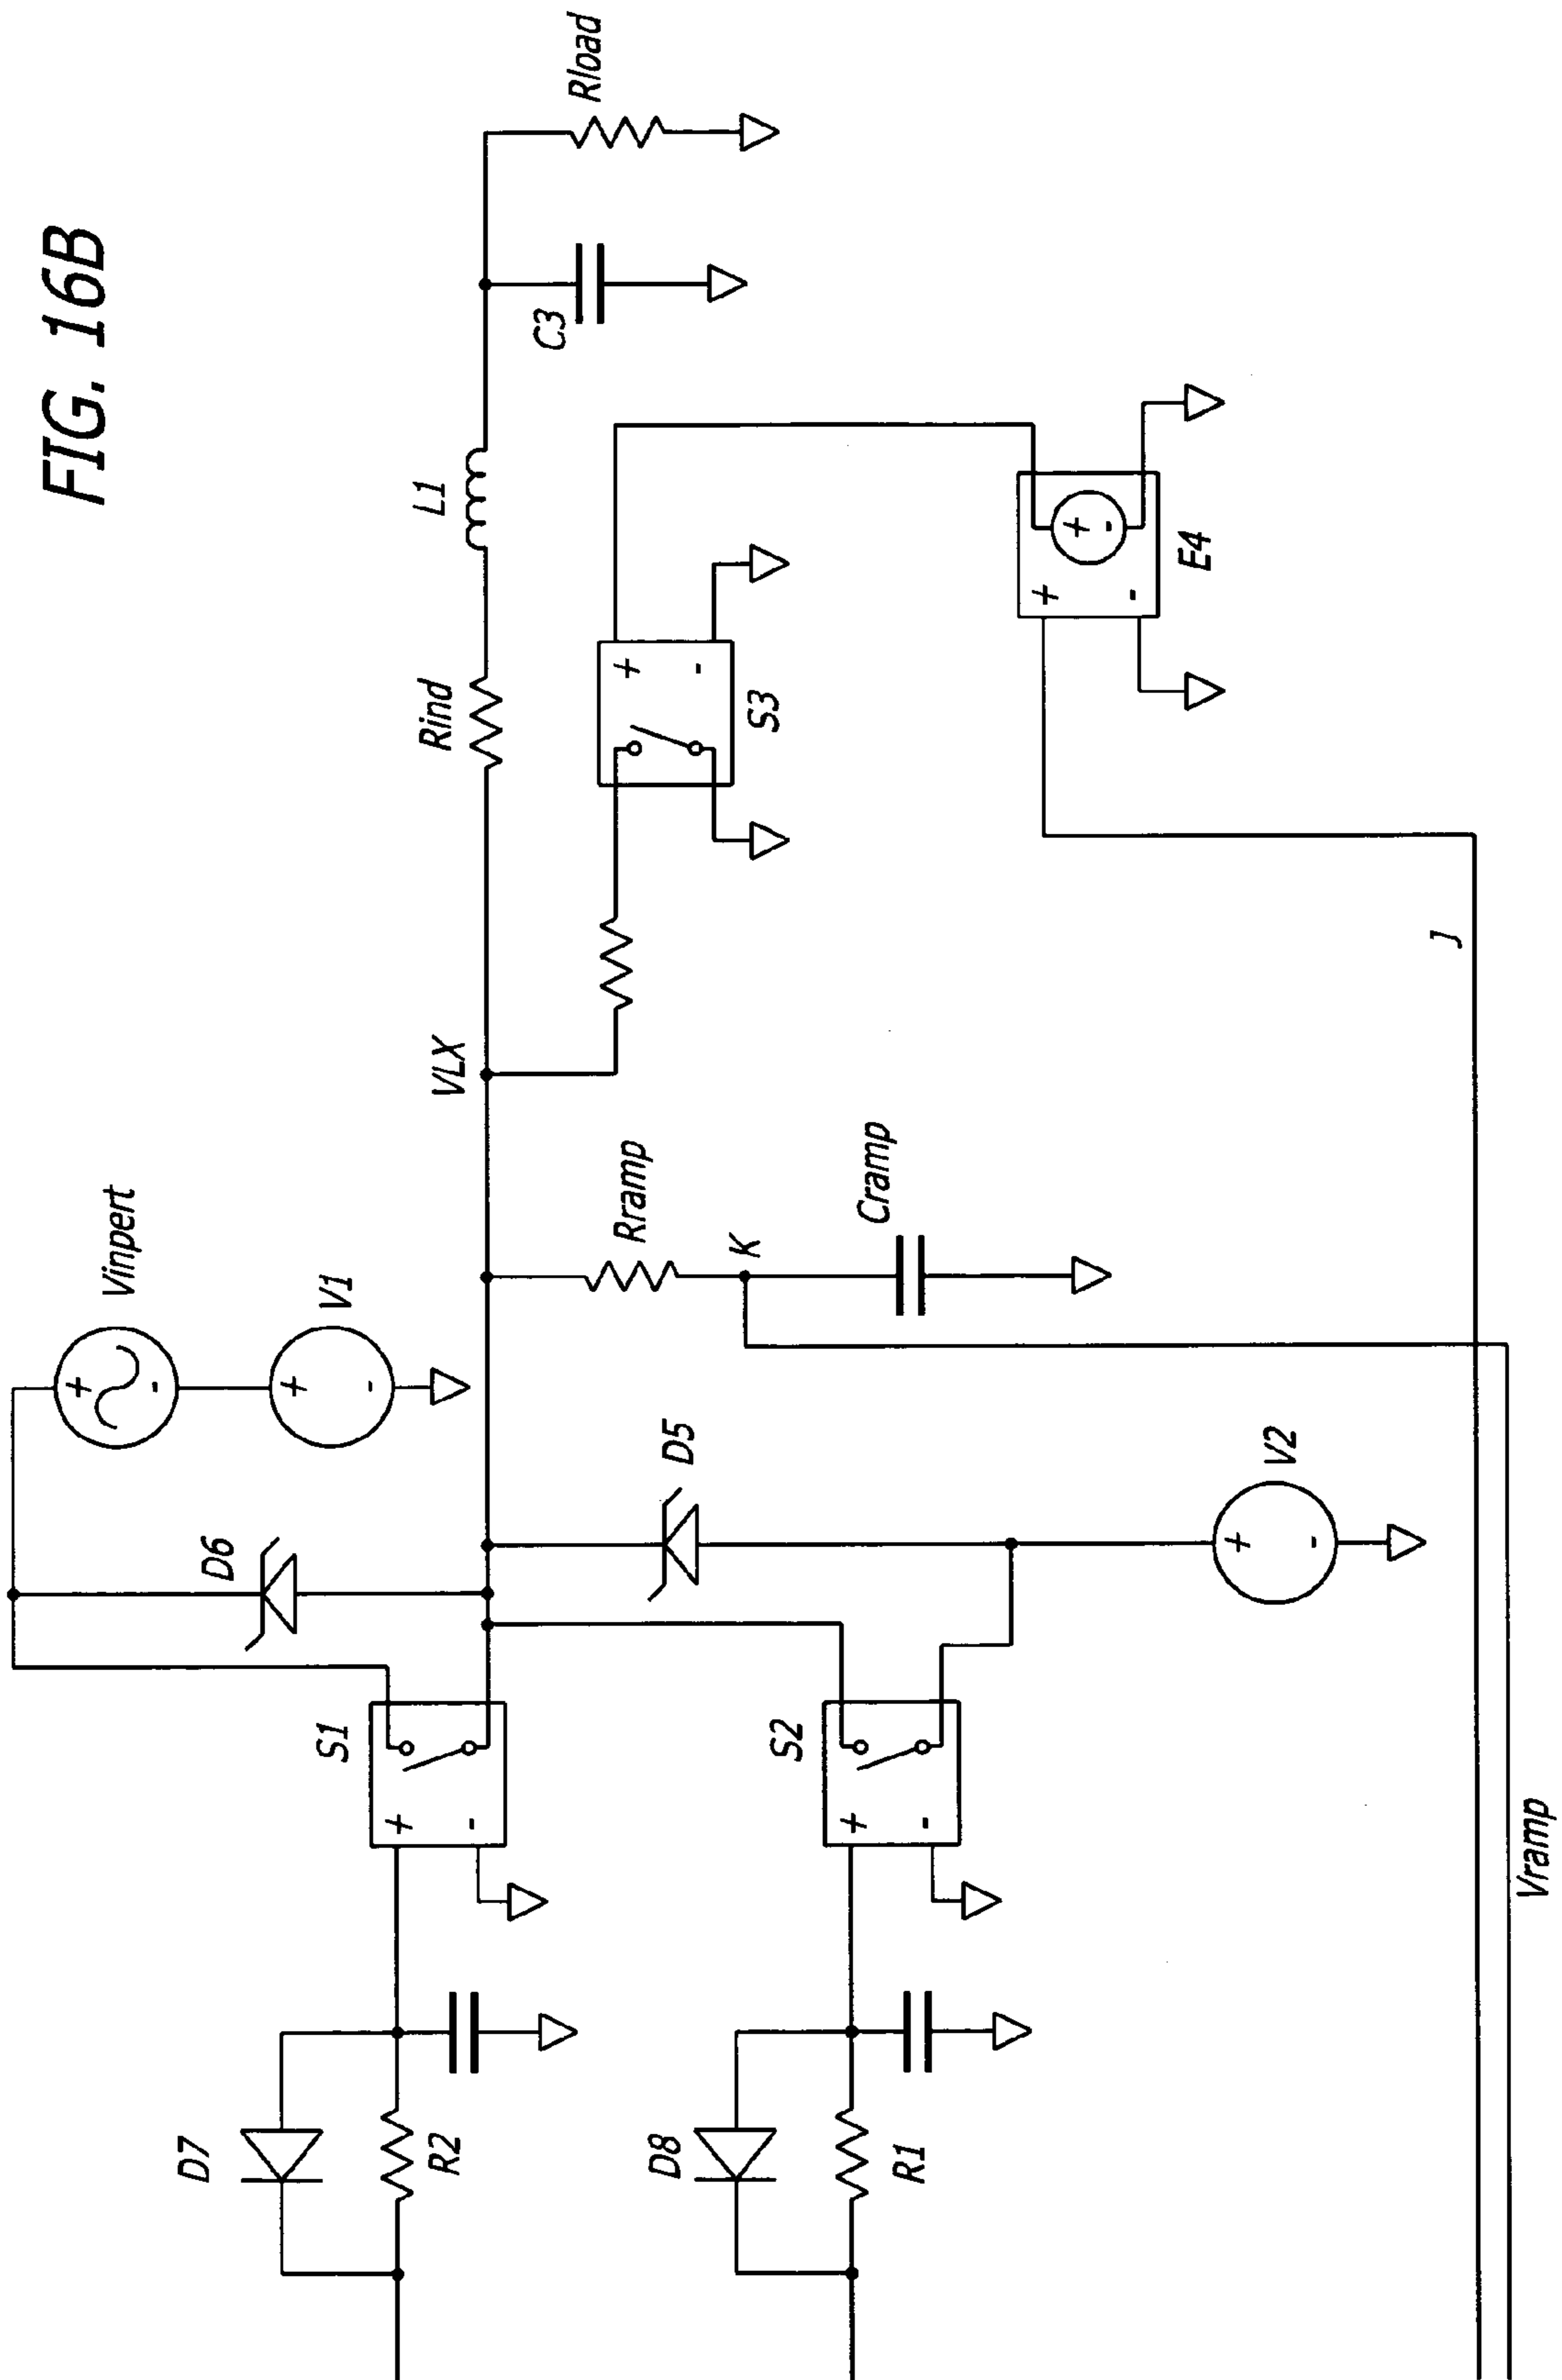 FIG. 16B
Vinpert
V1
D6
S1
D7
R2
VLX
Rind
L1
C3
Rload
Rramp
K
Cramp
D5
S2
D8
R1
V2
S3
E4
J
Vramp
+
-
+
-
+
-
+
-
+
-
+
-
+
-
+
-